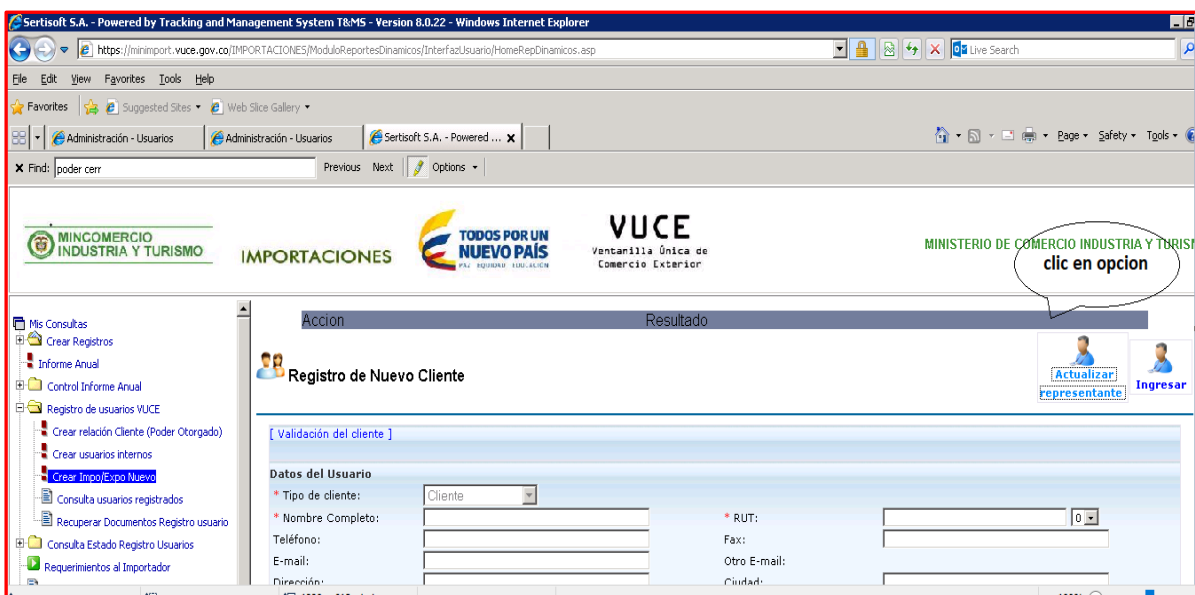 Sertisoft S.A. - Powered by Tracking and Management System T&MS - Version 8.0.22 - Windows Internet Explorer
https://minimport.vuce.gov.co/IMPORTACIONES/ModuloReportesDinamicos/InterfazUsuario/HomeRepDinamicos.asp
Live Search
File Edit View Favorites Tools Help
Favorites Suggested Sites Web Slice Gallery
Administración - Usuarios Administración - Usuarios Sertisoft S.A. - Powered ... Page Safety Tools
Find: poder cerr Previous Next Options
MINCOMERCIO
INDUSTRIA Y TURISMO
IMPORTACIONES
TODOS POR UN
NUEVO PAÍS
PAZ EQUIDAD EDUCACIÓN
VUCE
Ventanilla Única de
Comercio Exterior
MINISTERIO DE COMERCIO INDUSTRIA Y TURISM
clic en opcion
Accion Resultado
Mis Consultas
Crear Registros
Informe Anual
Control Informe Anual
Registro de usuarios VUCE
Crear relación Cliente (Poder Otorgado)
Crear usuarios internos
Crear Impo/Expo Nuevo
Consulta usuarios registrados
Recuperar Documentos Registro usuario
Consulta Estado Registro Usuarios
Requerimientos al Importador
Registro de Nuevo Cliente
Actualizar
representante
Ingresar
[ Validación del cliente ]
Datos del Usuario
* Tipo de cliente: Cliente
* Nombre Completo: * RUT: 0
Teléfono: Fax:
E-mail: Otro E-mail:
Dirección: Ciudad: